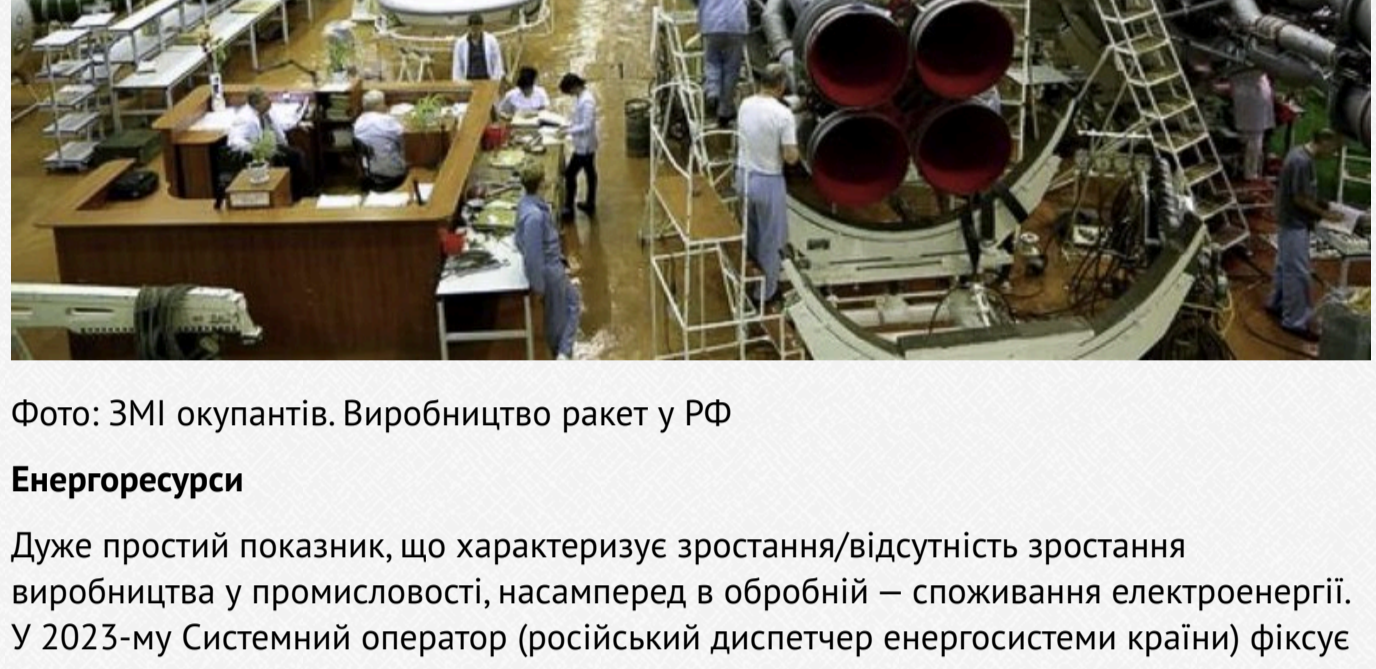 Фото: ЗМІ окупантів. Виробництво ракет у РФ
Енергоресурси
Дуже простий показник, що характеризує зростання/відсутність зростання
виробництва у промисловості, насамперед в обробній — споживання електроенергії.
У 2023-му Системний оператор (російський диспетчер енергосистеми країни) фіксує